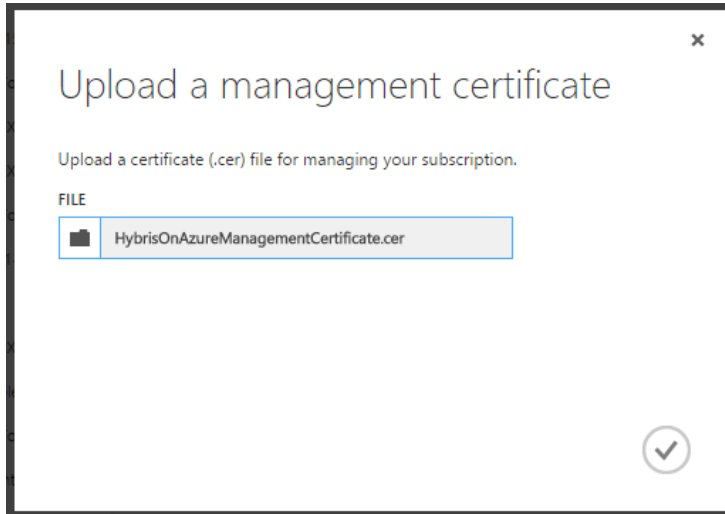 Upload a management certificate
Upload a certificate (.cer) file for managing your subscription.
FILE
HybrisOnAzureManagementCertificate.cer